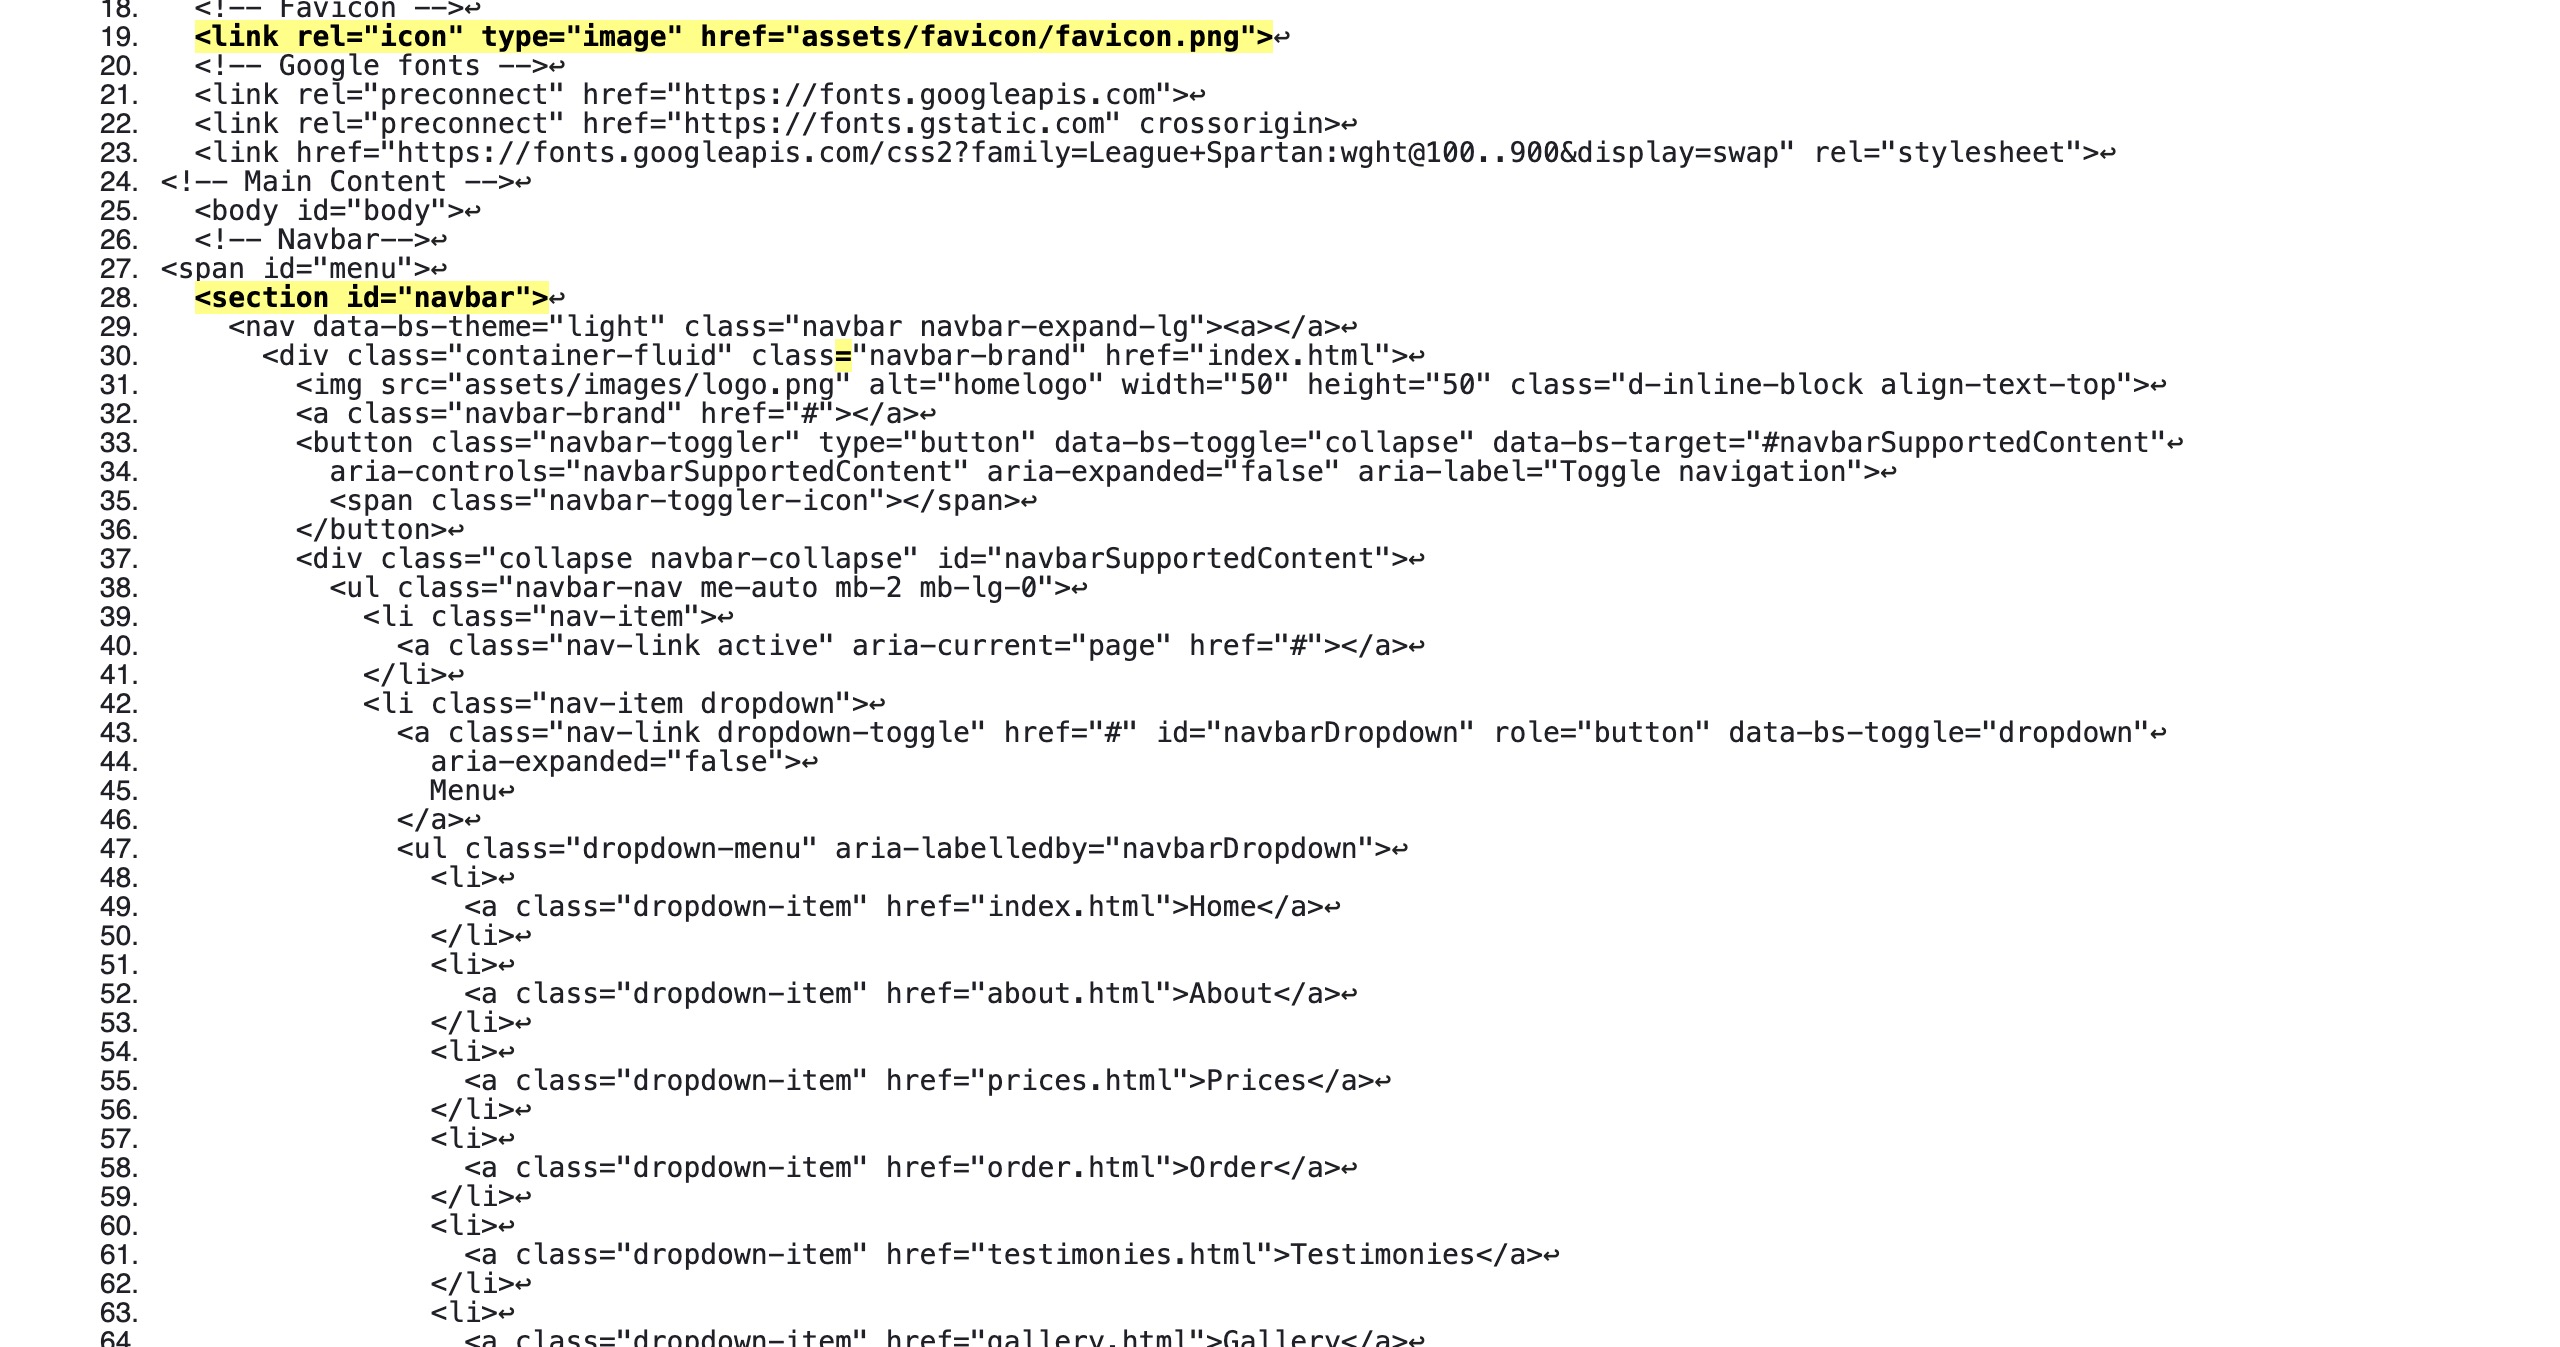 18. <!-- Favicon -->↩
19. <link rel="icon" type="image" href="assets/favicon/favicon.png">↩
20. <!-- Google fonts -->↩
21. <link rel="preconnect" href="https://fonts.googleapis.com">↩
22. <link rel="preconnect" href="https://fonts.gstatic.com" crossorigin>↩
23. <link href="https://fonts.googleapis.com/css2?family=League+Spartan:wght@100..900&display=swap" rel="stylesheet">↩
24. <!-- Main Content -->↩
25. <body id="body">↩
26. <!-- Navbar-->↩
27. <span id="menu">↩
28. <section id="navbar">↩
29. <nav data-bs-theme="light" class="navbar navbar-expand-lg"><a></a>↩
30. <div class="container-fluid" class="navbar-brand" href="index.html">↩
31. <img src="assets/images/logo.png" alt="homelogo" width="50" height="50" class="d-inline-block align-text-top">↩
32. <a class="navbar-brand" href="#"></a>↩
33. <button class="navbar-toggler" type="button" data-bs-toggle="collapse" data-bs-target="#navbarSupportedContent"↩
34. aria-controls="navbarSupportedContent" aria-expanded="false" aria-label="Toggle navigation">↩
35. <span class="navbar-toggler-icon"></span>↩
36. </button>↩
37. <div class="collapse navbar-collapse" id="navbarSupportedContent">↩
38. <ul class="navbar-nav me-auto mb-2 mb-lg-0">↩
39. <li class="nav-item">↩
40. <a class="nav-link active" aria-current="page" href="#"></a>↩
41. </li>↩
42. <li class="nav-item dropdown">↩
43. <a class="nav-link dropdown-toggle" href="#" id="navbarDropdown" role="button" data-bs-toggle="dropdown"↩
44. aria-expanded="false">↩
45. Menu↩
46. </a>↩
47. <ul class="dropdown-menu" aria-labelledby="navbarDropdown">↩
48. <li>↩
49. <a class="dropdown-item" href="index.html">Home</a>↩
50. </li>↩
51. <li>↩
52. <a class="dropdown-item" href="about.html">About</a>↩
53. </li>↩
54. <li>↩
55. <a class="dropdown-item" href="prices.html">Prices</a>↩
56. </li>↩
57. <li>↩
58. <a class="dropdown-item" href="order.html">Order</a>↩
59. </li>↩
60. <li>↩
61. <a class="dropdown-item" href="testimonies.html">Testimonies</a>↩
62. </li>↩
63. <li>↩
64. <a class="dropdown-item" href="gallery.html">Gallery</a>↩